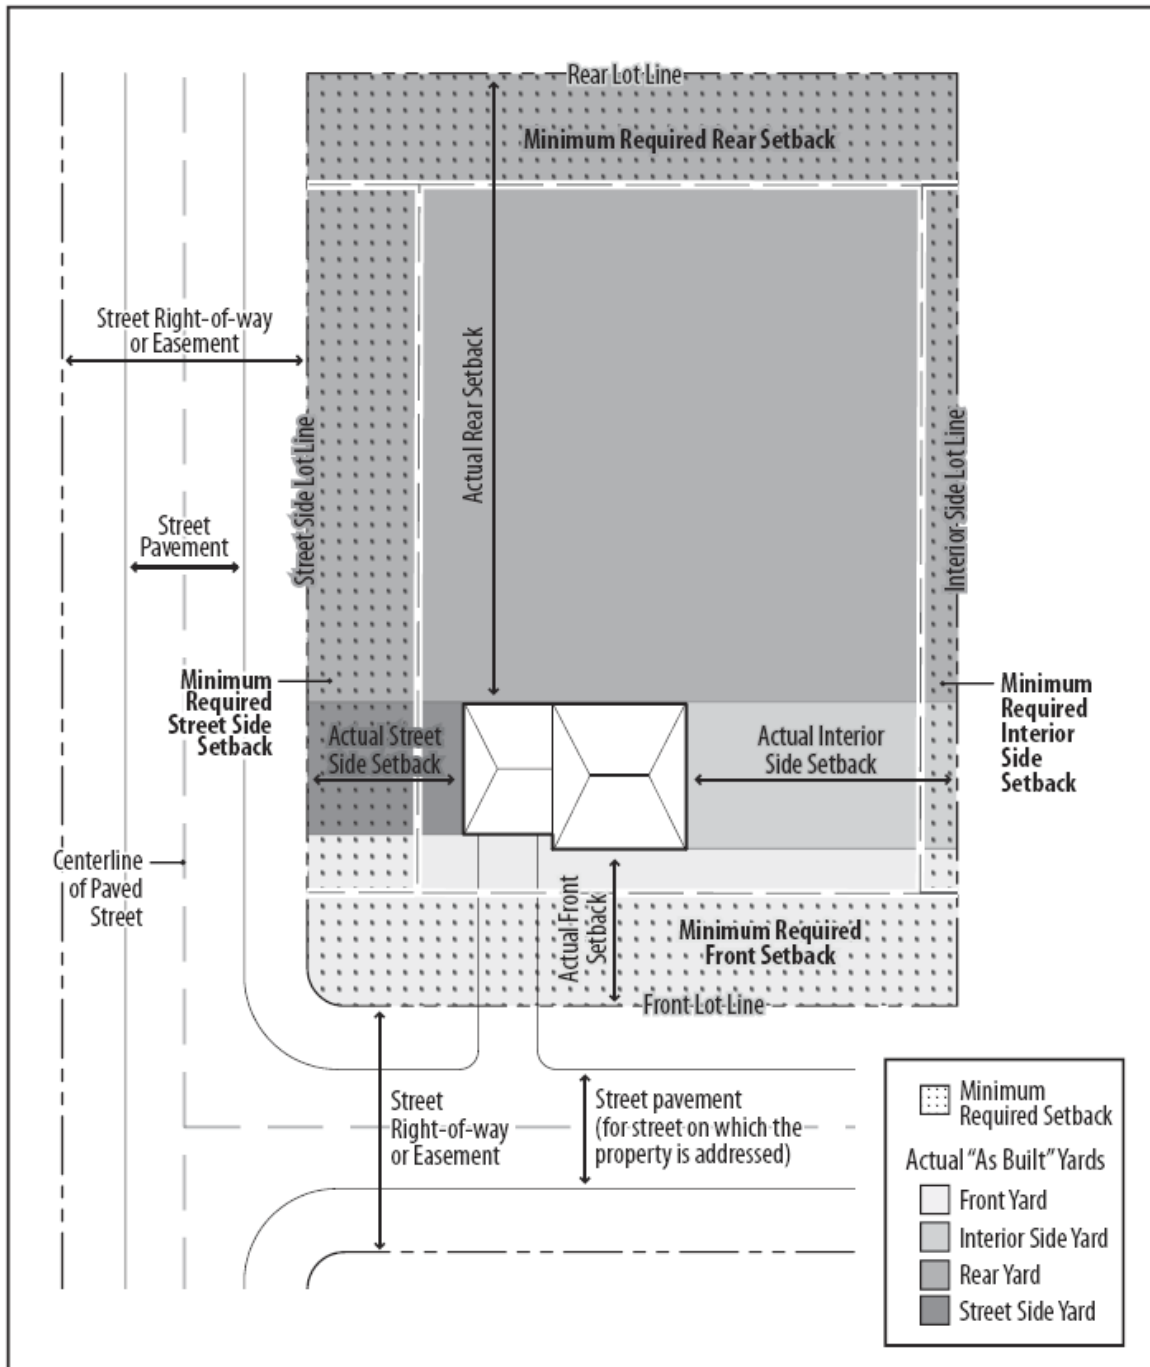 Rear Lot Line
Minimum Required Rear Setback
Street Right-of-way
or Easement
Actual Rear Setback
Street Side Lot Line
Interior Side Lot Line
Street
Pavement
Minimum
Required
Street Side
Setback
Actual Street
Side Setback
Actual Interior
Side Setback
Minimum
Required
Interior
Side
Setback
Centerline
of Paved
Street
Actual Front
Setback
Minimum Required
Front Setback
Front Lot Line
Street
Right-of-way
or Easement
Street pavement
(for street on which the
property is addressed)
Minimum
Required Setback
Actual “As Built” Yards
Front Yard
Interior Side Yard
Rear Yard
Street Side Yard